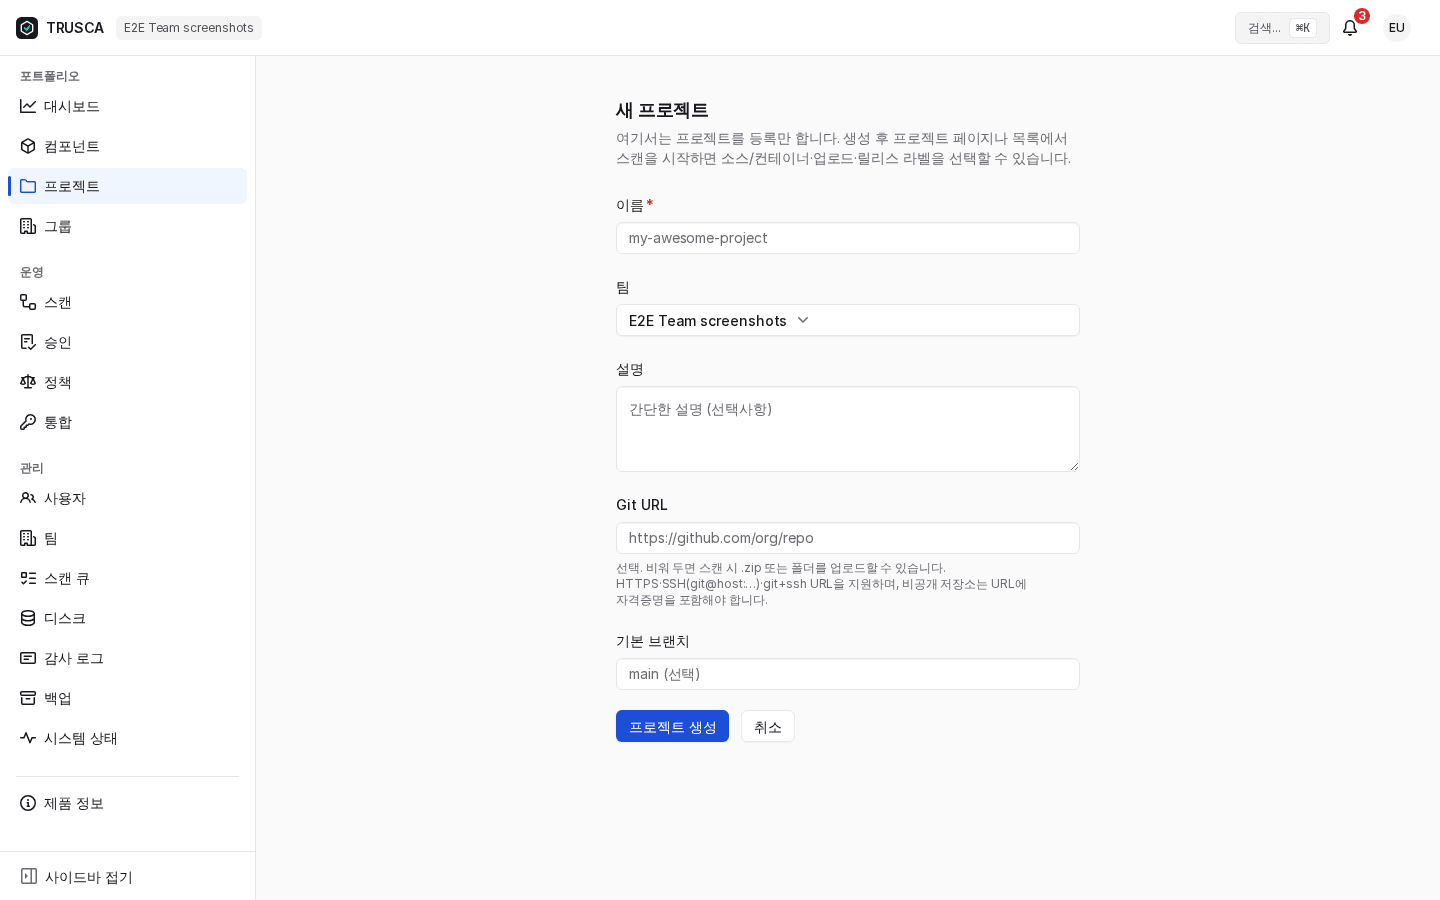 TRUSCA
E2E Team screenshots
검색... ⌘K
3
EU
포트폴리오
대시보드
컴포넌트
프로젝트
그룹
운영
스캔
승인
정책
통합
관리
사용자
팀
스캔 큐
디스크
감사 로그
백업
시스템 상태
제품 정보
사이드바 접기
새 프로젝트
여기서는 프로젝트를 등록만 합니다. 생성 후 프로젝트 페이지나 목록에서
스캔을 시작하면 소스/컨테이너·업로드·릴리스 라벨을 선택할 수 있습니다.
이름*
my-awesome-project
팀
E2E Team screenshots
설명
간단한 설명 (선택사항)
Git URL
https://github.com/org/repo
선택. 비워 두면 스캔 시 .zip 또는 폴더를 업로드할 수 있습니다.
HTTPS·SSH(git@host:…)·git+ssh URL을 지원하며, 비공개 저장소는 URL에
자격증명을 포함해야 합니다.
기본 브랜치
main (선택)
프로젝트 생성
취소